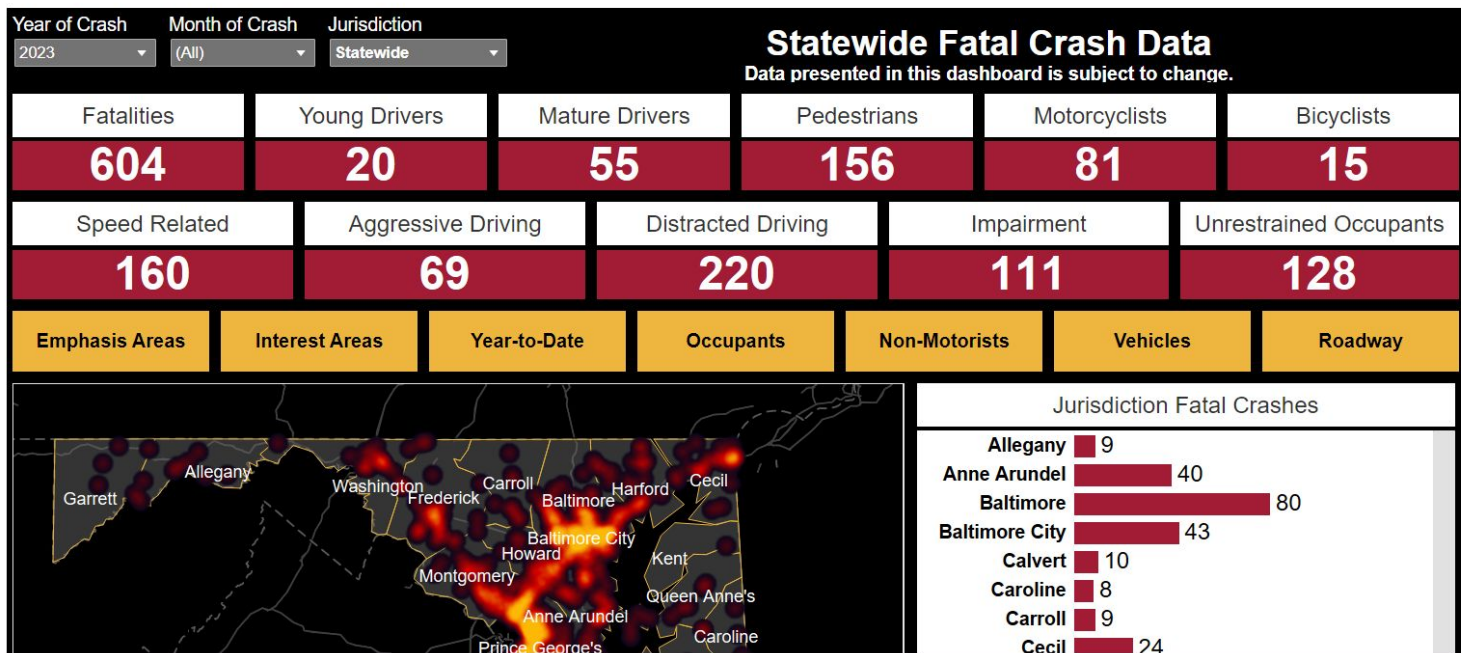 Year of Crash Month of Crash Jurisdiction
2023 (All) Statewide
Statewide Fatal Crash Data
Data presented in this dashboard is subject to change.
Fatalities Young Drivers Mature Drivers Pedestrians Motorcyclists Bicyclists
604 20 55 156 81 15
Speed Related Aggressive Driving Distracted Driving Impairment Unrestrained Occupants
160 69 220 111 128
Emphasis Areas Interest Areas Year-to-Date Occupants Non-Motorists Vehicles Roadway
Garrett
Allegany
Washington
Frederick
Carroll
Baltimore
Harford
Cecil
Baltimore City
Howard
Montgomery
Kent
Queen Anne's
Anne Arundel
Caroline
Prince George's
Jurisdiction Fatal Crashes
Allegany 9
Anne Arundel 40
Baltimore 80
Baltimore City 43
Calvert 10
Caroline 8
Carroll 9
Cecil 24